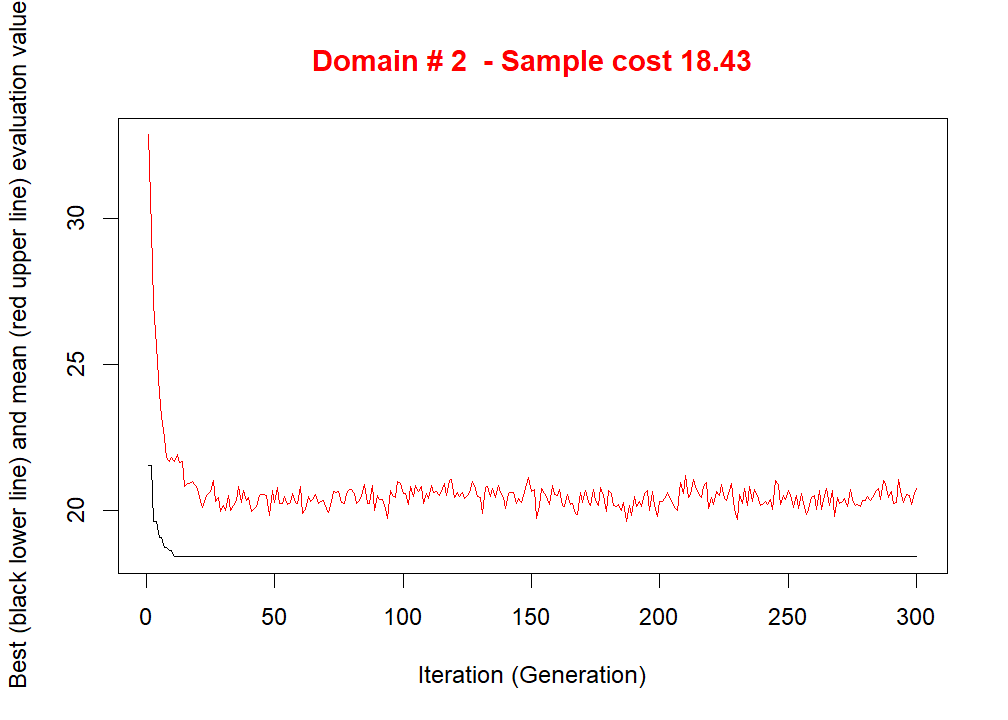 Domain # 2  - Sample cost 18.43
Best (black lower line) and mean (red upper line) evaluation value
30
25
20
0 50 100 150 200 250 300
Iteration (Generation)